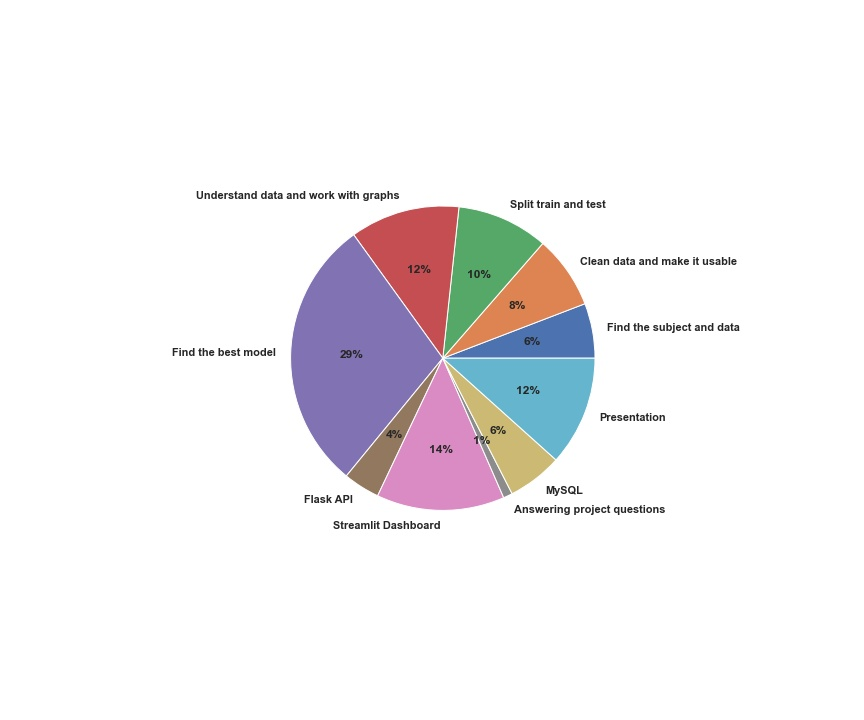 Understand data and work with graphs
Split train and test
Clean data and make it usable
12%
10%
8%
Find the subject and data
6%
Find the best model
29%
12%
Presentation
4%
14%
1%
6%
MySQL
Flask API
Answering project questions
Streamlit Dashboard